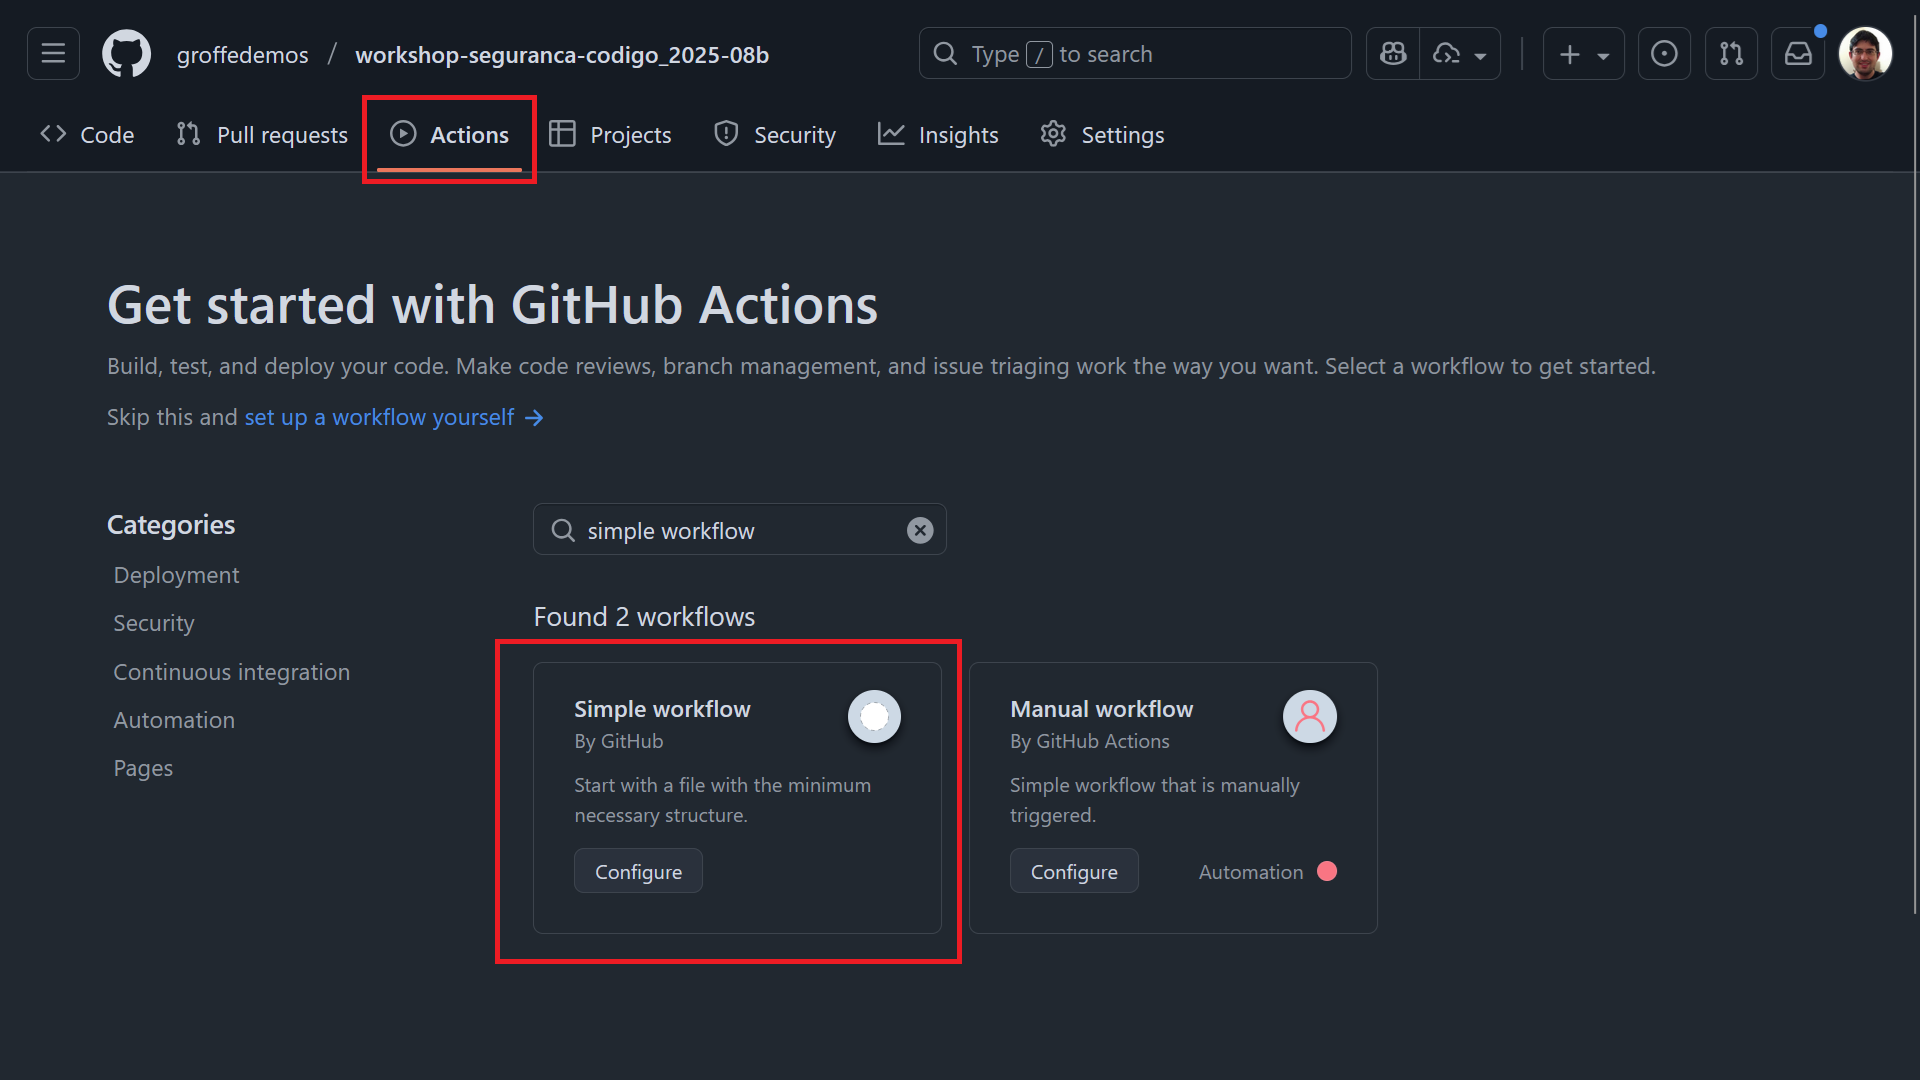 groffedemos / workshop-seguranca-codigo_2025-08b
Type / to search
Code
Pull requests
Actions
Projects
Security
Insights
Settings
Get started with GitHub Actions
Build, test, and deploy your code. Make code reviews, branch management, and issue triaging work the way you want. Select a workflow to get started.
Skip this and set up a workflow yourself →
Categories
Deployment
Security
Continuous integration
Automation
Pages
simple workflow
Found 2 workflows
Simple workflow
By GitHub
Start with a file with the minimum
necessary structure.
Configure
Manual workflow
By GitHub Actions
Simple workflow that is manually
triggered.
Configure
Automation